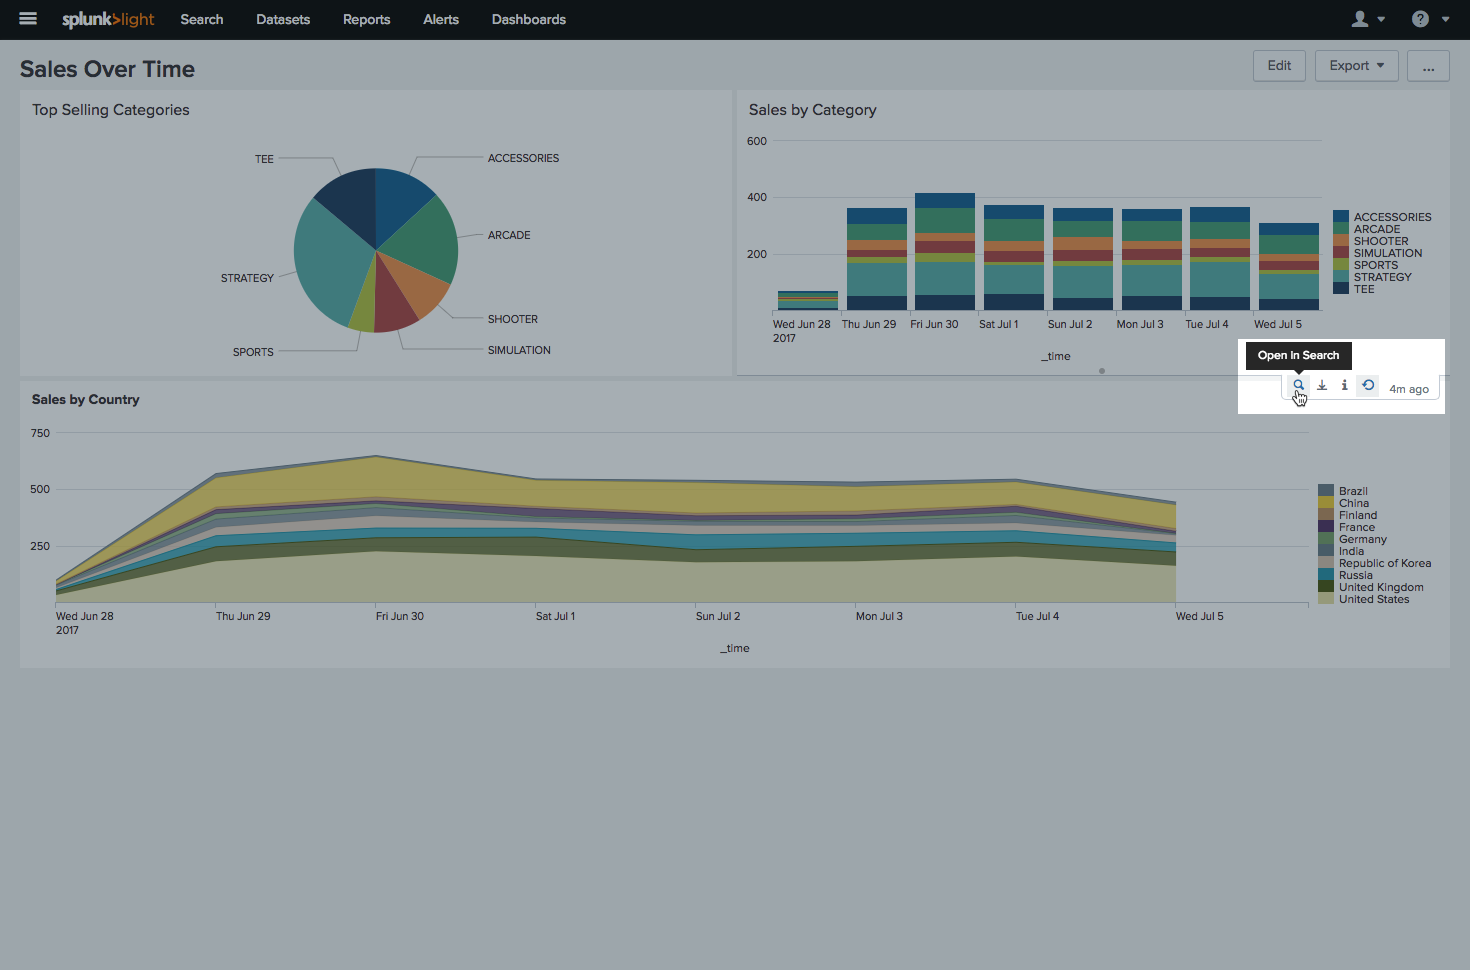 splunk>light Search Datasets Reports Alerts Dashboards ?
Sales Over Time
Edit Export ...
Top Selling Categories
TEE
ACCESSORIES
ARCADE
STRATEGY
SHOOTER
SPORTS
SIMULATION
Sales by Category
600
400
200
Wed Jun 28 Thu Jun 29 Fri Jun 30 Sat Jul 1 Sun Jul 2 Mon Jul 3 Tue Jul 4 Wed Jul 5
2017
_time
ACCESSORIES
ARCADE
SHOOTER
SIMULATION
SPORTS
STRATEGY
TEE
Open in Search
4m ago
Sales by Country
750
500
250
Wed Jun 28 Thu Jun 29 Fri Jun 30 Sat Jul 1 Sun Jul 2 Mon Jul 3 Tue Jul 4 Wed Jul 5
2017
_time
Brazil
China
Finland
France
Germany
India
Republic of Korea
Russia
United Kingdom
United States